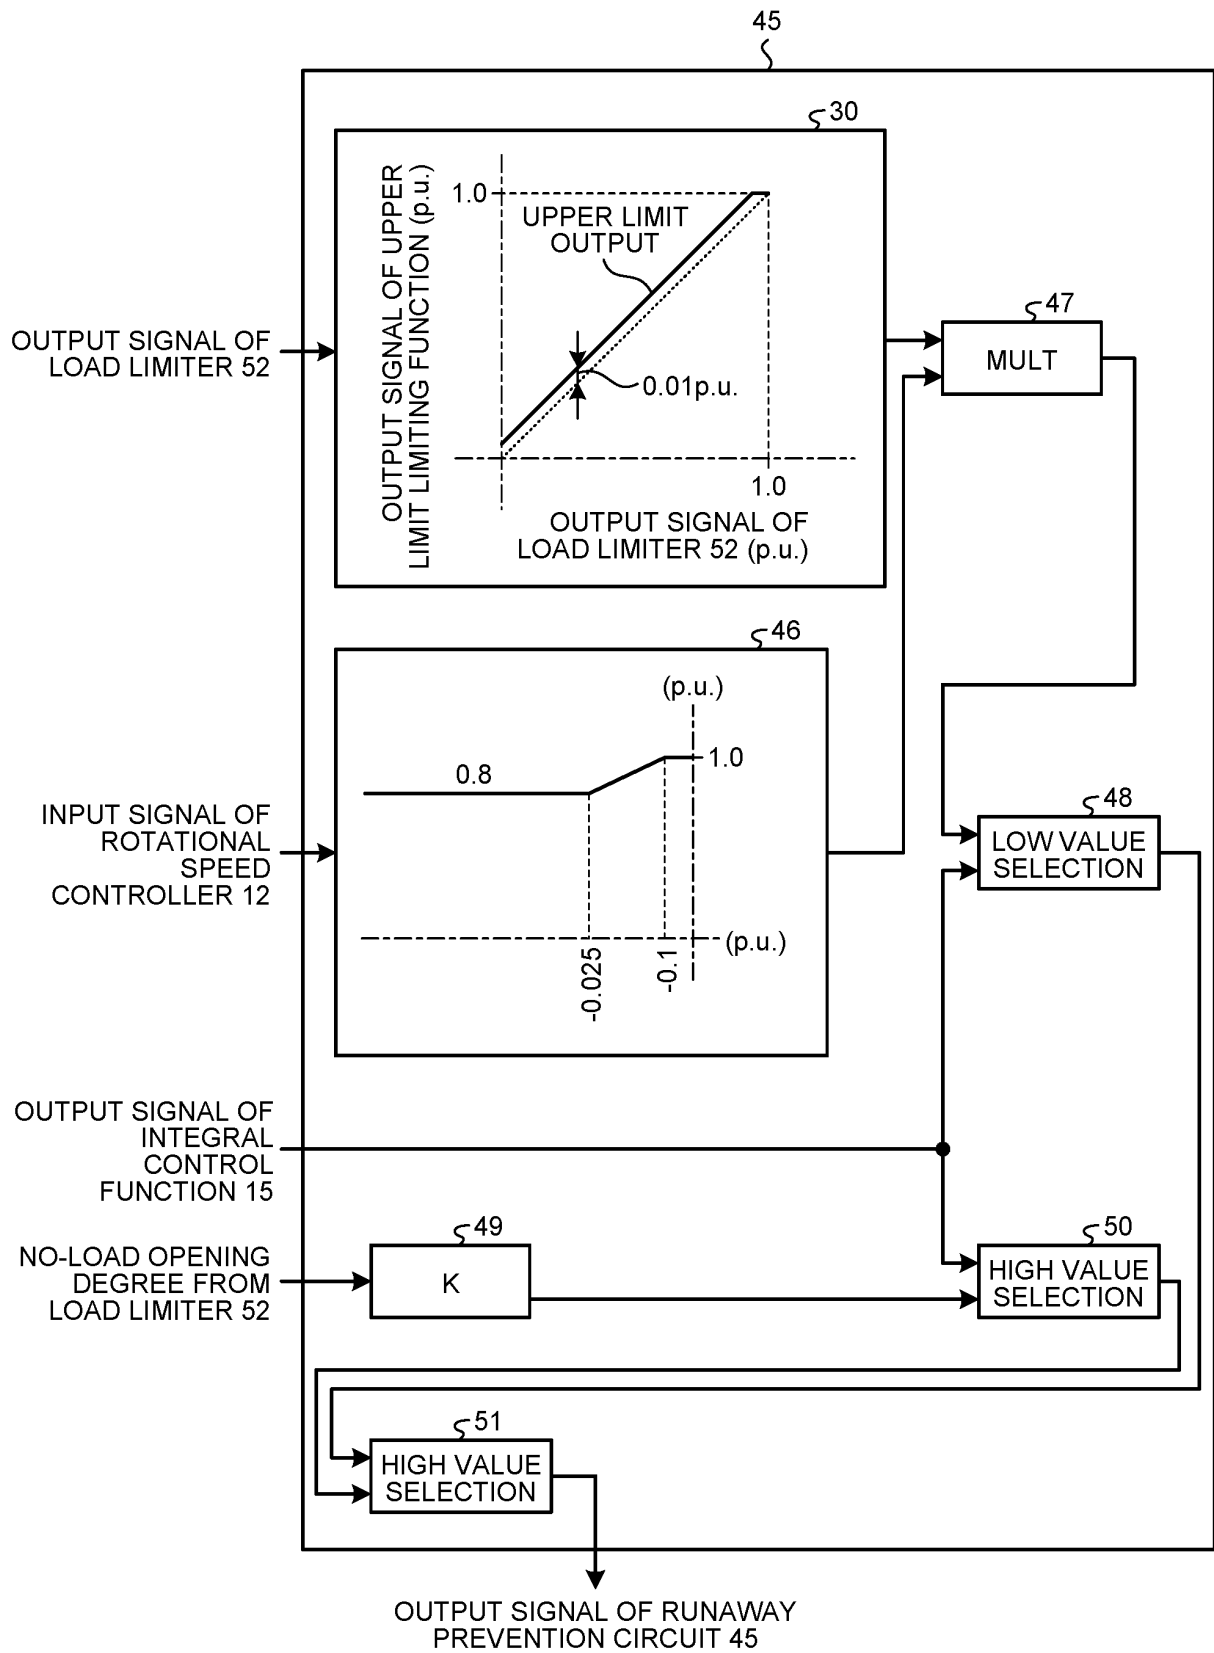 45
30
OUTPUT SIGNAL OF UPPER
LIMIT LIMITING FUNCTION (p.u.)
1.0
UPPER LIMIT
OUTPUT
0.01p.u.
1.0
OUTPUT SIGNAL OF
LOAD LIMITER 52 (p.u.)
OUTPUT SIGNAL OF
LOAD LIMITER 52
47
MULT
46
(p.u.)
1.0
0.8
(p.u.)
-0.025
-0.1
INPUT SIGNAL OF
ROTATIONAL
SPEED
CONTROLLER 12
48
LOW VALUE
SELECTION
OUTPUT SIGNAL OF
INTEGRAL
CONTROL
FUNCTION 15
NO-LOAD OPENING
DEGREE FROM
LOAD LIMITER 52
49
K
50
HIGH VALUE
SELECTION
51
HIGH VALUE
SELECTION
OUTPUT SIGNAL OF RUNAWAY
PREVENTION CIRCUIT 45